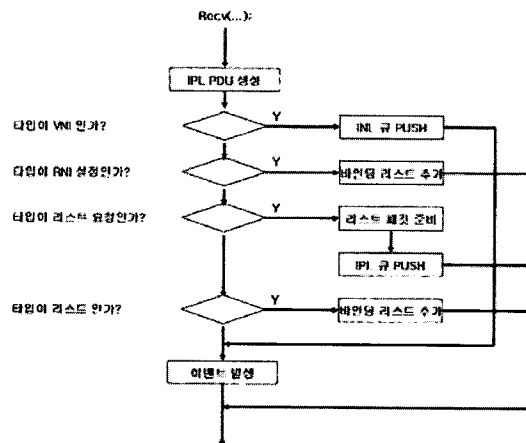 Recv(...);
IPL PDU 생성
타입이 VNI 인가?
Y
INL 큐 PUSH
타입이 RNI 설정인가?
Y
바인딩 리스트 추가
타입이 리스트 요청인가?
Y
리스트 패킷 준비
IPL 큐 PUSH
타입이 리스트 인가?
Y
바인딩 리스트 추가
이벤트 발생